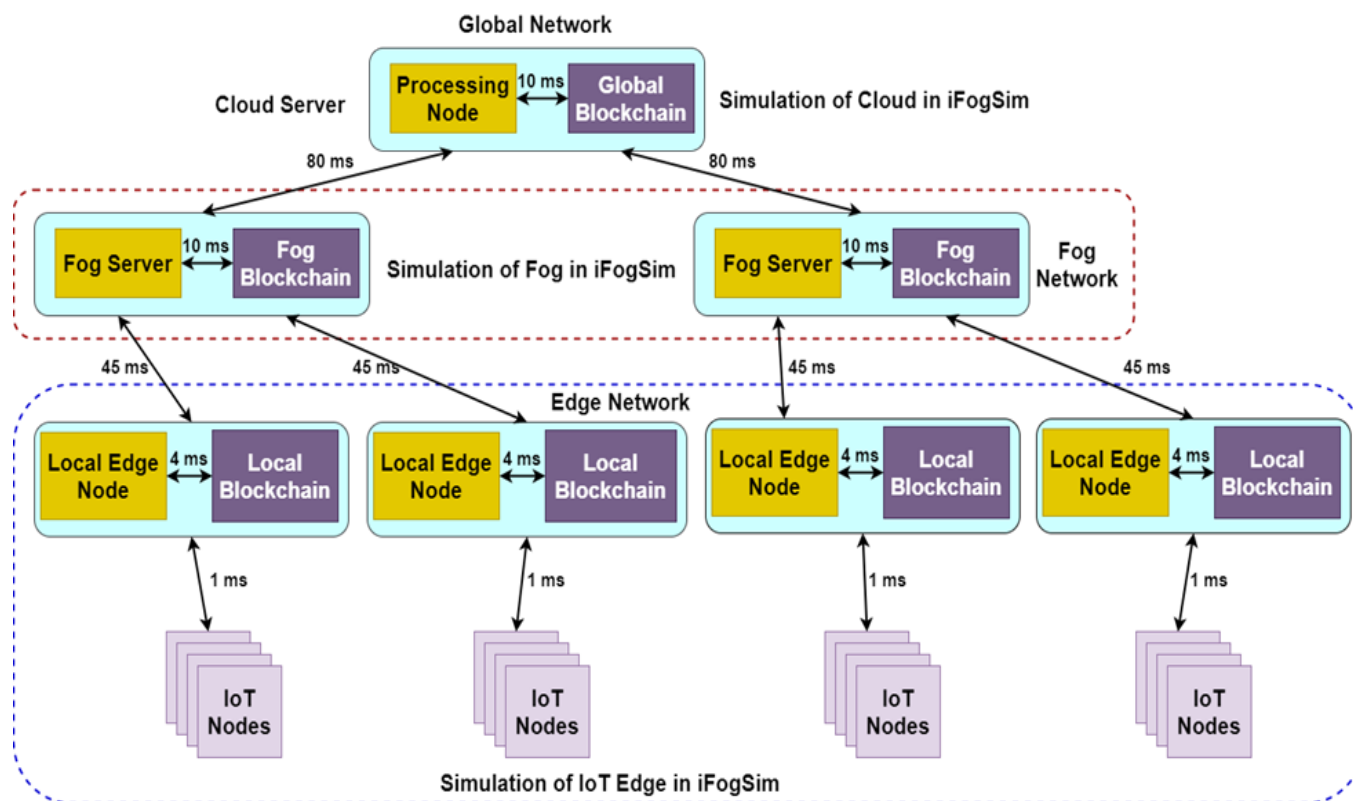 Global Network
Cloud Server
Processing
Node
10 ms
Global
Blockchain
Simulation of Cloud in iFogSim
80 ms
80 ms
Fog Server
10 ms
Fog
Blockchain
Simulation of Fog in iFogSim
Fog Server
10 ms
Fog
Blockchain
Fog
Network
45 ms
45 ms
45 ms
45 ms
Edge Network
Local Edge
Node
4 ms
Local
Blockchain
Local Edge
Node
4 ms
Local
Blockchain
Local Edge
Node
4 ms
Local
Blockchain
Local Edge
Node
4 ms
Local
Blockchain
1 ms
1 ms
1 ms
1 ms
IoT
Nodes
IoT
Nodes
IoT
Nodes
IoT
Nodes
Simulation of IoT Edge in iFogSim